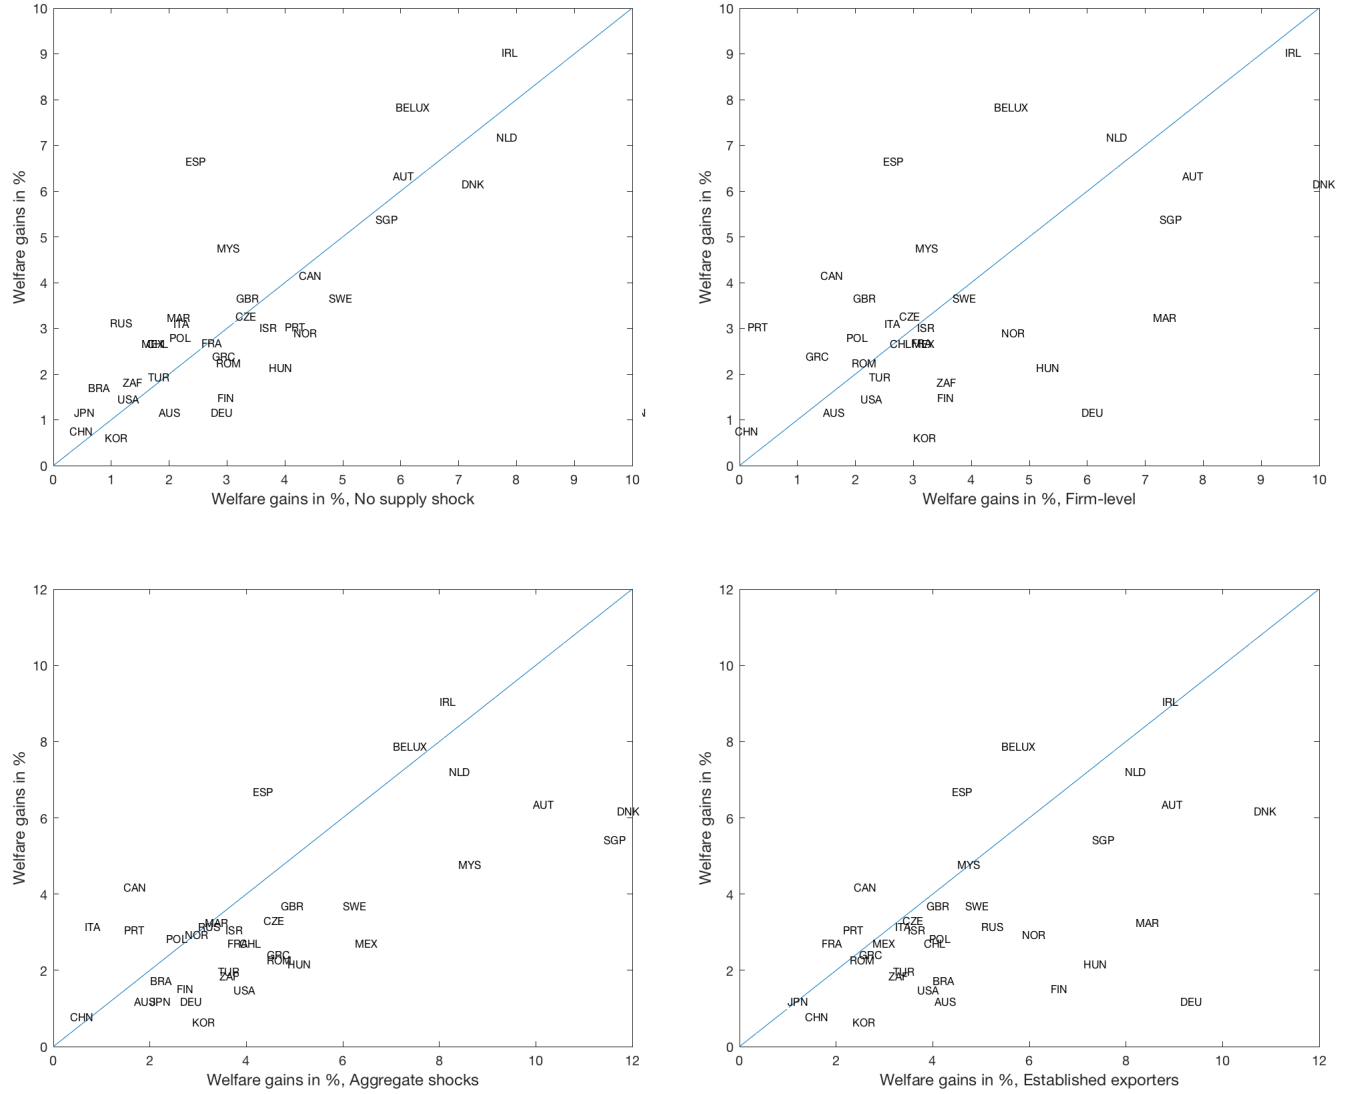 10
9
8
7
6
5
4
3
2
1
0
Welfare gains in %
IRL
BELUX
NLD
ESP
AUT
DNK
SGP
MYS
CAN
GBR
SWE
MAR
CZE
RUS
ITA
ISR
PRT
NOR
POL
MEX
CHL
FRA
GRC
ROM
HUN
TUR
ZAF
BRA
USA
FIN
JPN
AUS
DEU
CHN
KOR
0 1 2 3 4 5 6 7 8 9 10
Welfare gains in %, No supply shock
10
9
8
7
6
5
4
3
2
1
0
Welfare gains in %
IRL
BELUX
NLD
ESP
AUT
DNK
SGP
MYS
CAN
GBR
SWE
CZE
MAR
ITA
PRT
ISR
NOR
POL
CHL
FRA
MEX
GRC
ROM
HUN
TUR
ZAF
USA
FIN
AUS
DEU
CHN
KOR
0 1 2 3 4 5 6 7 8 9 10
Welfare gains in %, Firm-level
12
10
8
6
4
2
0
Welfare gains in %
IRL
BELUX
NLD
ESP
AUT
DNK
SGP
MYS
CAN
GBR
SWE
CZE
MAR
ITA
RUS
PRT
ISR
NOR
POL
FRA
CHL
MEX
GRC
ROM
HUN
TUR
ZAF
BRA
FIN
USA
AUS
JPN
DEU
CHN
KOR
0 2 4 6 8 10 12
Welfare gains in %, Aggregate shocks
12
10
8
6
4
2
0
Welfare gains in %
IRL
BELUX
NLD
ESP
AUT
DNK
SGP
MYS
CAN
GBR
SWE
CZE
MAR
ITA
RUS
PRT
ISR
NOR
POL
FRA
MEX
CHL
GRC
ROM
HUN
TUR
ZAF
BRA
USA
FIN
JPN
AUS
DEU
CHN
KOR
0 2 4 6 8 10 12
Welfare gains in %, Established exporters